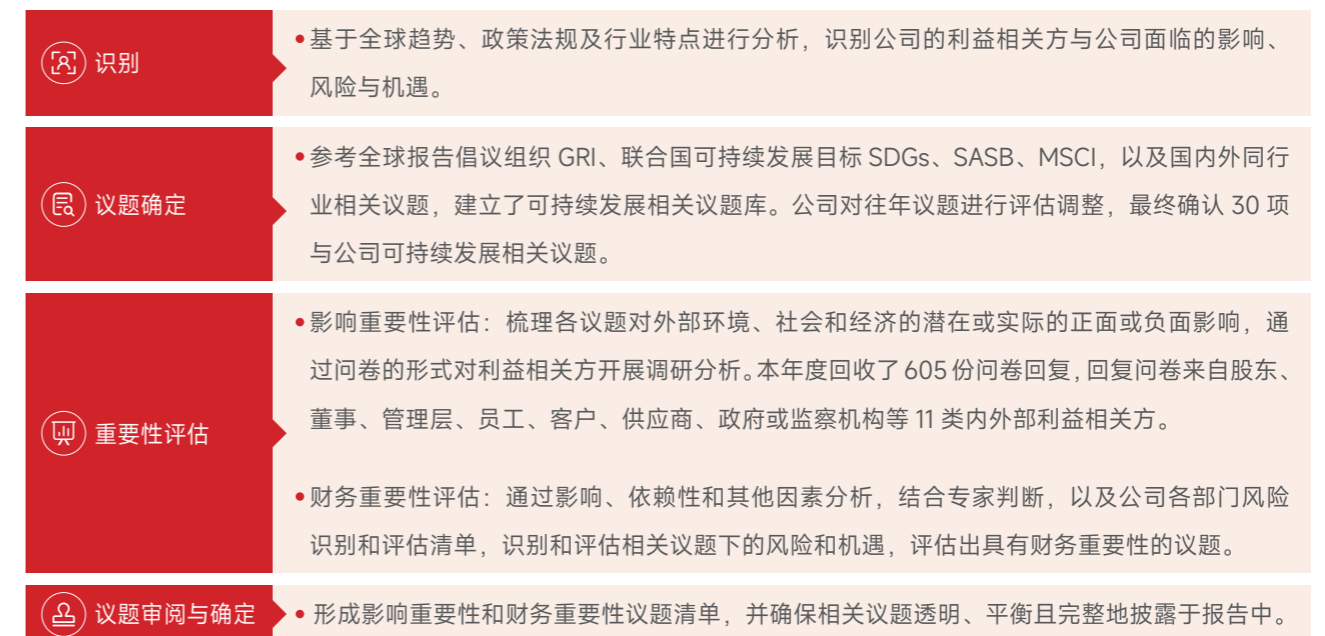 识别
•基于全球趋势、政策法规及行业特点进行分析，识别公司的利益相关方与公司面临的影响、
风险与机遇。
议题确定
•参考全球报告倡议组织 GRI、联合国可持续发展目标 SDGs、SASB、MSCI，以及国内外同行
业相关议题，建立了可持续发展相关议题库。公司对往年议题进行评估调整，最终确认 30 项
与公司可持续发展相关议题。
重要性评估
•影响重要性评估：梳理各议题对外部环境、社会和经济的潜在或实际的正面或负面影响，通
过问卷的形式对利益相关方开展调研分析。本年度回收了 605 份问卷回复，回复问卷来自股东、
董事、管理层、员工、客户、供应商、政府或监察机构等 11 类内外部利益相关方。
•财务重要性评估：通过影响、依赖性和其他因素分析，结合专家判断，以及公司各部门风险
识别和评估清单，识别和评估相关议题下的风险和机遇，评估出具有财务重要性的议题。
议题审阅与确定
• 形成影响重要性和财务重要性议题清单，并确保相关议题透明、平衡且完整地披露于报告中。